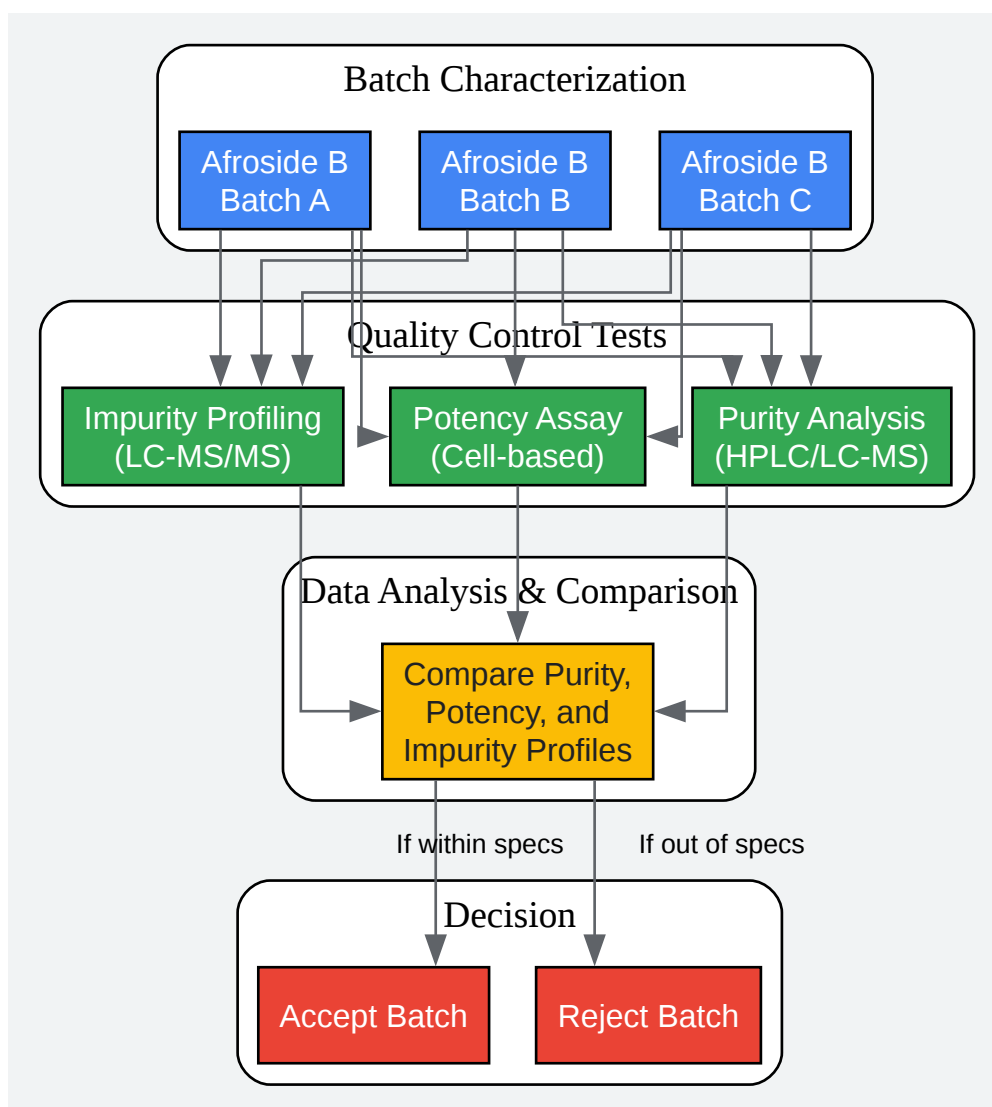 Batch Characterization
Afroside B
Batch A
Afroside B
Batch B
Afroside B
Batch C
Quality Control Tests
Impurity Profiling
(LC-MS/MS)
Potency Assay
(Cell-based)
Purity Analysis
(HPLC/LC-MS)
Data Analysis & Comparison
Compare Purity,
Potency, and
Impurity Profiles
If within specs
If out of specs
Decision
Accept Batch
Reject Batch